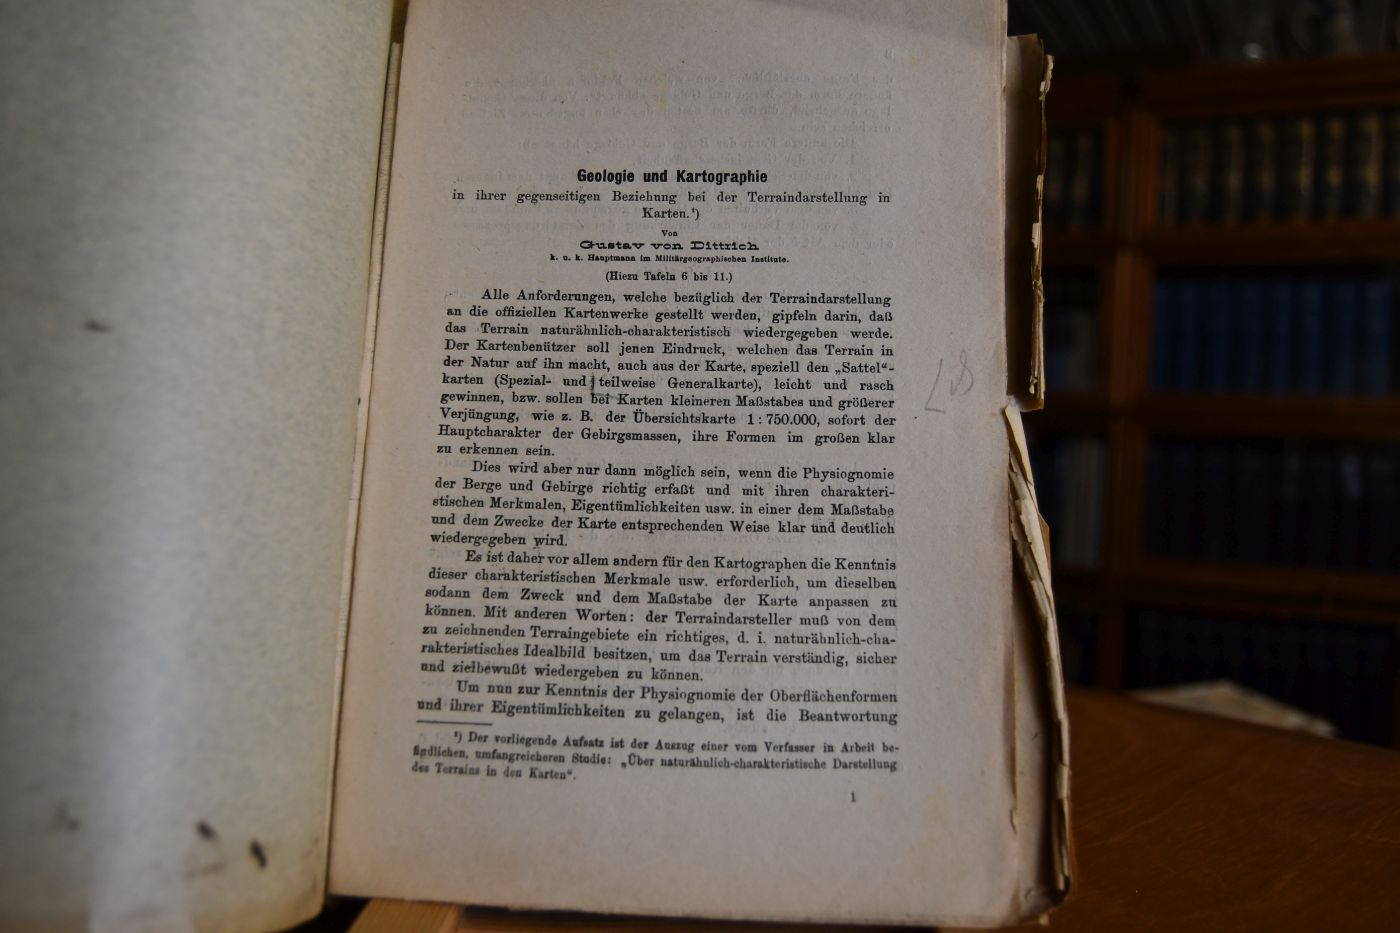 Geologie und Kartographie
in ihrer gegenseitigen Beziehung bei der Terraindarstellung in
Karten.¹)
Von
Gustav von Dittrich
k. u. k. Hauptmann im Militärgeographischen Institute.
(Hiezu Tafeln 6 bis 11.)
Alle Anforderungen, welche bezüglich der Terraindarstellung
an die offiziellen Kartenwerke gestellt werden, gipfeln darin, daß
das Terrain naturähnlich-charakteristisch wiedergegeben werde.
Der Kartenbenützer soll jenen Eindruck, welchen das Terrain in
der Natur auf ihn macht, auch aus der Karte, speziell den „Sattel“-
karten (Spezial- und teilweise Generalkarte), leicht und rasch
gewinnen, bzw. sollen bei Karten kleineren Maßstabes und größerer
Verjüngung, wie z. B. der Übersichtskarte 1 : 750.000, sofort der
Hauptcharakter der Gebirgsmassen, ihre Formen im großen klar
zu erkennen sein.
Dies wird aber nur dann möglich sein, wenn die Physiognomie
der Berge und Gebirge richtig erfaßt und mit ihren charakteri-
stischen Merkmalen, Eigentümlichkeiten usw. in einer dem Maßstabe
und dem Zwecke der Karte entsprechenden Weise klar und deutlich
wiedergegeben wird.
Es ist daher vor allem andern für den Kartographen die Kenntnis
dieser charakteristischen Merkmale usw. erforderlich, um dieselben
sodann dem Zweck und dem Maßstabe der Karte anpassen zu
können. Mit anderen Worten: der Terraindarsteller muß von dem
zu zeichnenden Terraingebiete ein richtiges, d. i. naturähnlich-cha-
rakteristisches Idealbild besitzen, um das Terrain verständig, sicher
und zielbewußt wiedergeben zu können.
Um nun zur Kenntnis der Physiognomie der Oberflächenformen
und ihrer Eigentümlichkeiten zu gelangen, ist die Beantwortung
¹) Der vorliegende Aufsatz ist der Auszug einer vom Verfasser in Arbeit be-
findlichen, umfangreicheren Studie: „Über naturähnlich-charakteristische Darstellung
des Terrains in den Karten“.
1